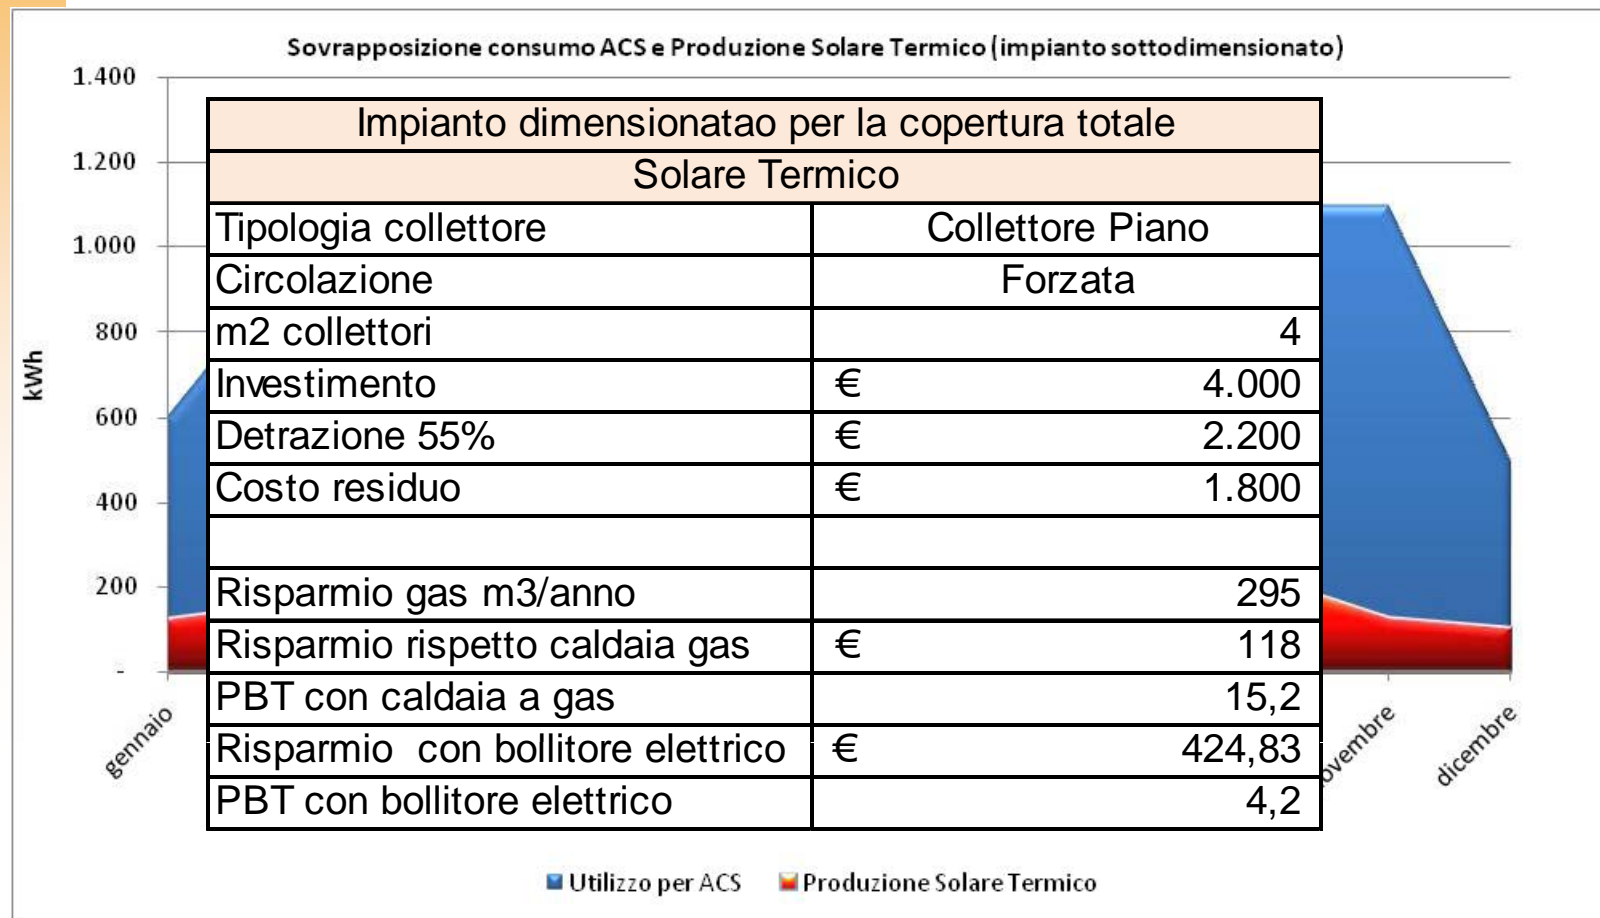 Sovrapposizione consumo ACS e Produzione Solare Termico (impianto sottodimensionato)
kWh
1.400
1.200
1.000
800
600
400
200
-
Impianto dimensionatao per la copertura totale
Solare Termico
Tipologia collettore Collettore Piano
Circolazione Forzata
m2 collettori 4
Investimento € 4.000
Detrazione 55% € 2.200
Costo residuo € 1.800
Risparmio gas m3/anno 295
Risparmio rispetto caldaia gas € 118
PBT con caldaia a gas 15,2
Risparmio con bollitore elettrico € 424,83
PBT con bollitore elettrico 4,2
gennaio
ovembre
dicembre
Utilizzo per ACS
Produzione Solare Termico